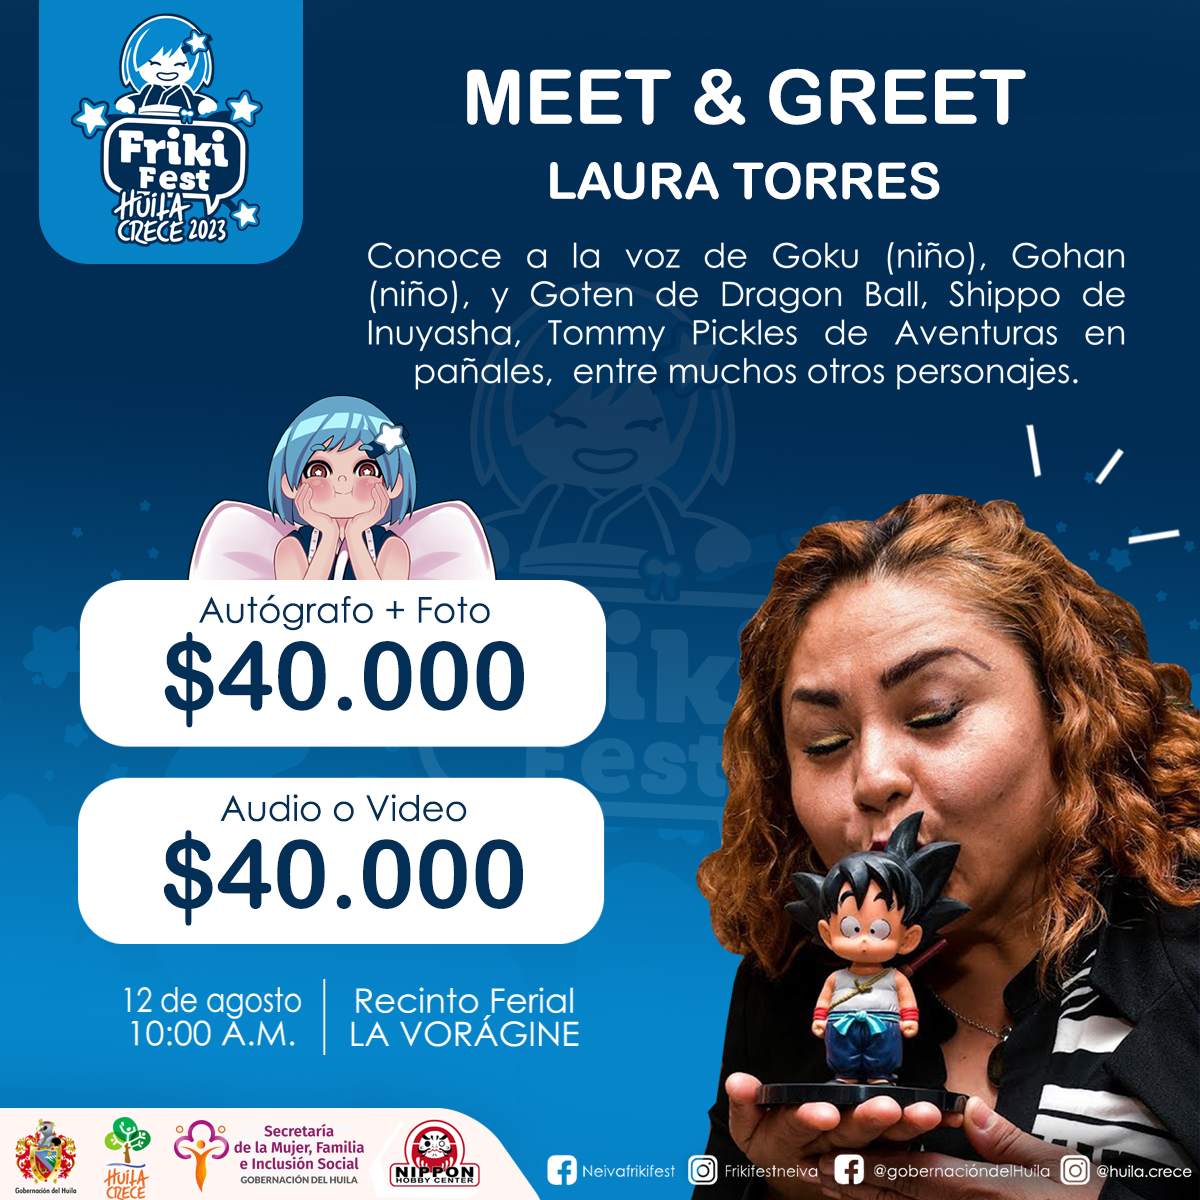 Friki
Fest
HUILA
CRECE 2023
MEET & GREET
LAURA TORRES
Conoce a la voz de Goku (niño), Gohan
(niño), y Goten de Dragon Ball, Shippo de
Inuyasha, Tommy Pickles de Aventuras en
pañales, entre muchos otros personajes.
Autógrafo + Foto
$40.000
Audio o Video
$40.000
12 de agosto
10:00 A.M.
Recinto Ferial
LA VORÁGINE
Gobernación del Huila
HUILA
CRECE
Secretaría
de la Mujer, Familia
e Inclusión Social
GOBERNACIÓN DEL HUILA
NIPPON
HOBBY CENTER
Neivafrikifest
Frikifestneiva
@gobernacióndelHuila
@huila.crece